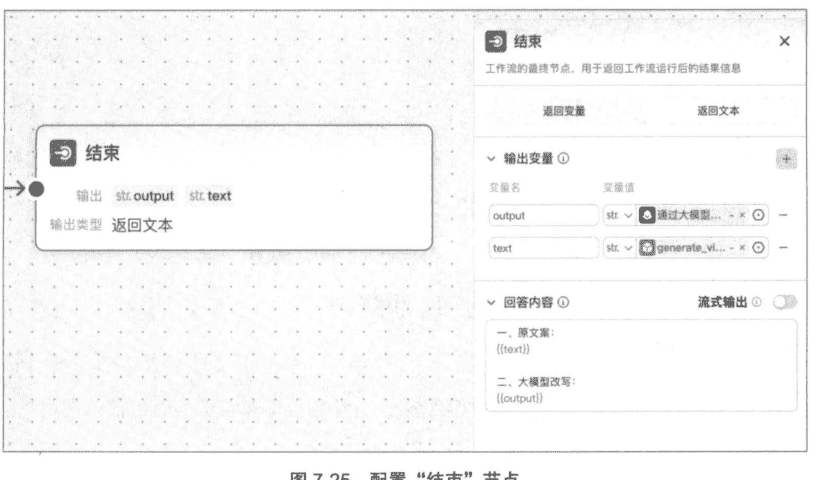 结束
输出 str. output str. text
输出类型 返回文本
结束
工作流的最终节点，用于返回工作流运行后的结果信息
返回变量 返回文本
输出变量
变量名 变量值
output str. 通过大模型...
text str. generate_vi...
回答内容 流式输出
一、原文案：
{{text}}
二、大模型改写：
{{output}}
图 7-25 配置“结束”节点